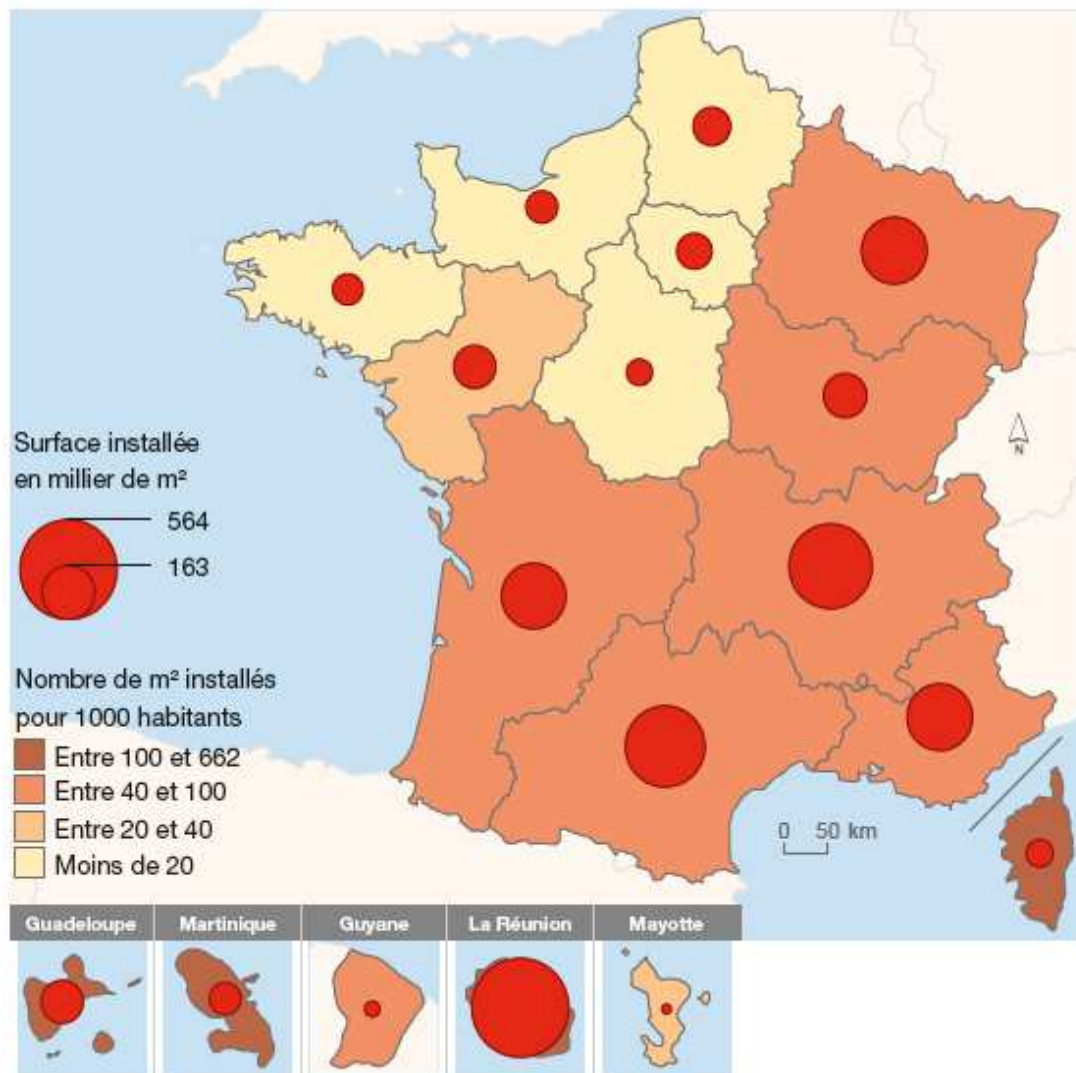 Surface installée
en millier de m²
564
163
Nombre de m² installés
pour 1000 habitants
Entre 100 et 662
Entre 40 et 100
Entre 20 et 40
Moins de 20
N
0 50 km
Guadeloupe Martinique Guyane La Réunion Mayotte